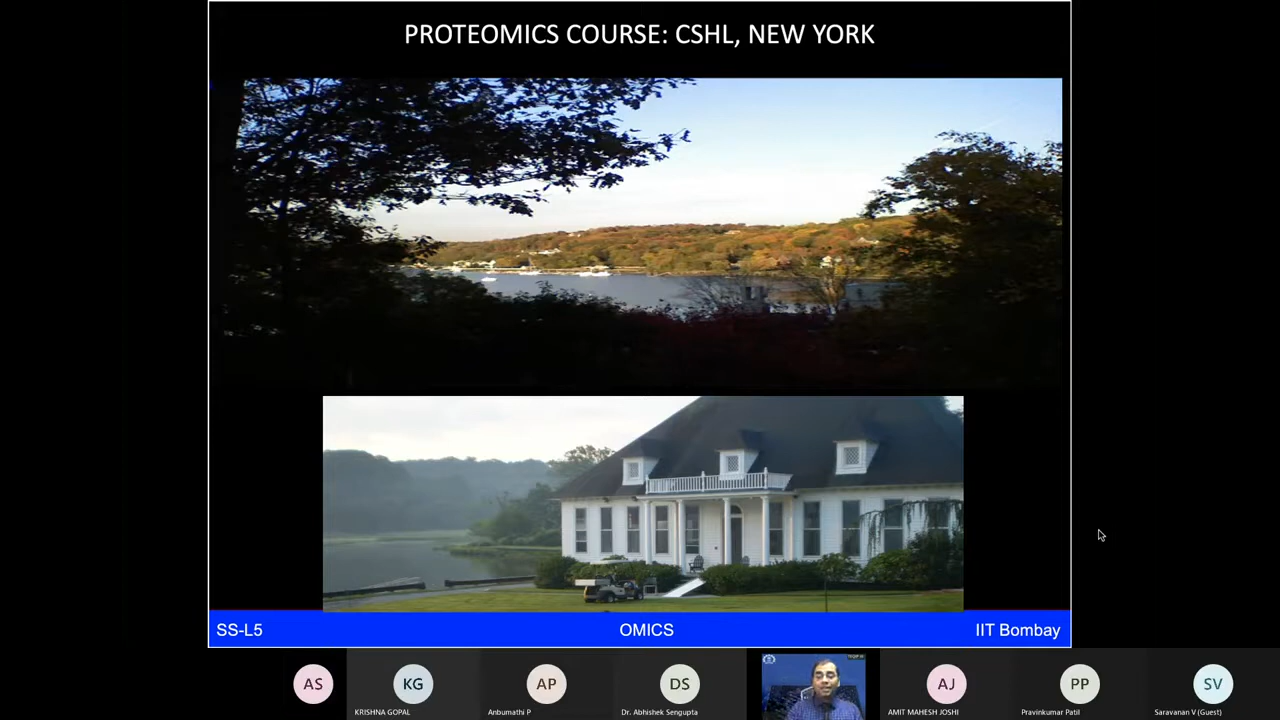 PROTEOMICS COURSE: CSHL, NEW YORK
SS-L5 OMICS IIT Bombay
AS KG AP DS AJ PP SV
KRISHNA GOPAL Anbumathi P Dr. Abhishek Sengupta AMIT MAHESH JOSHI Pravinkumar Patil Saravanan V (Guest)